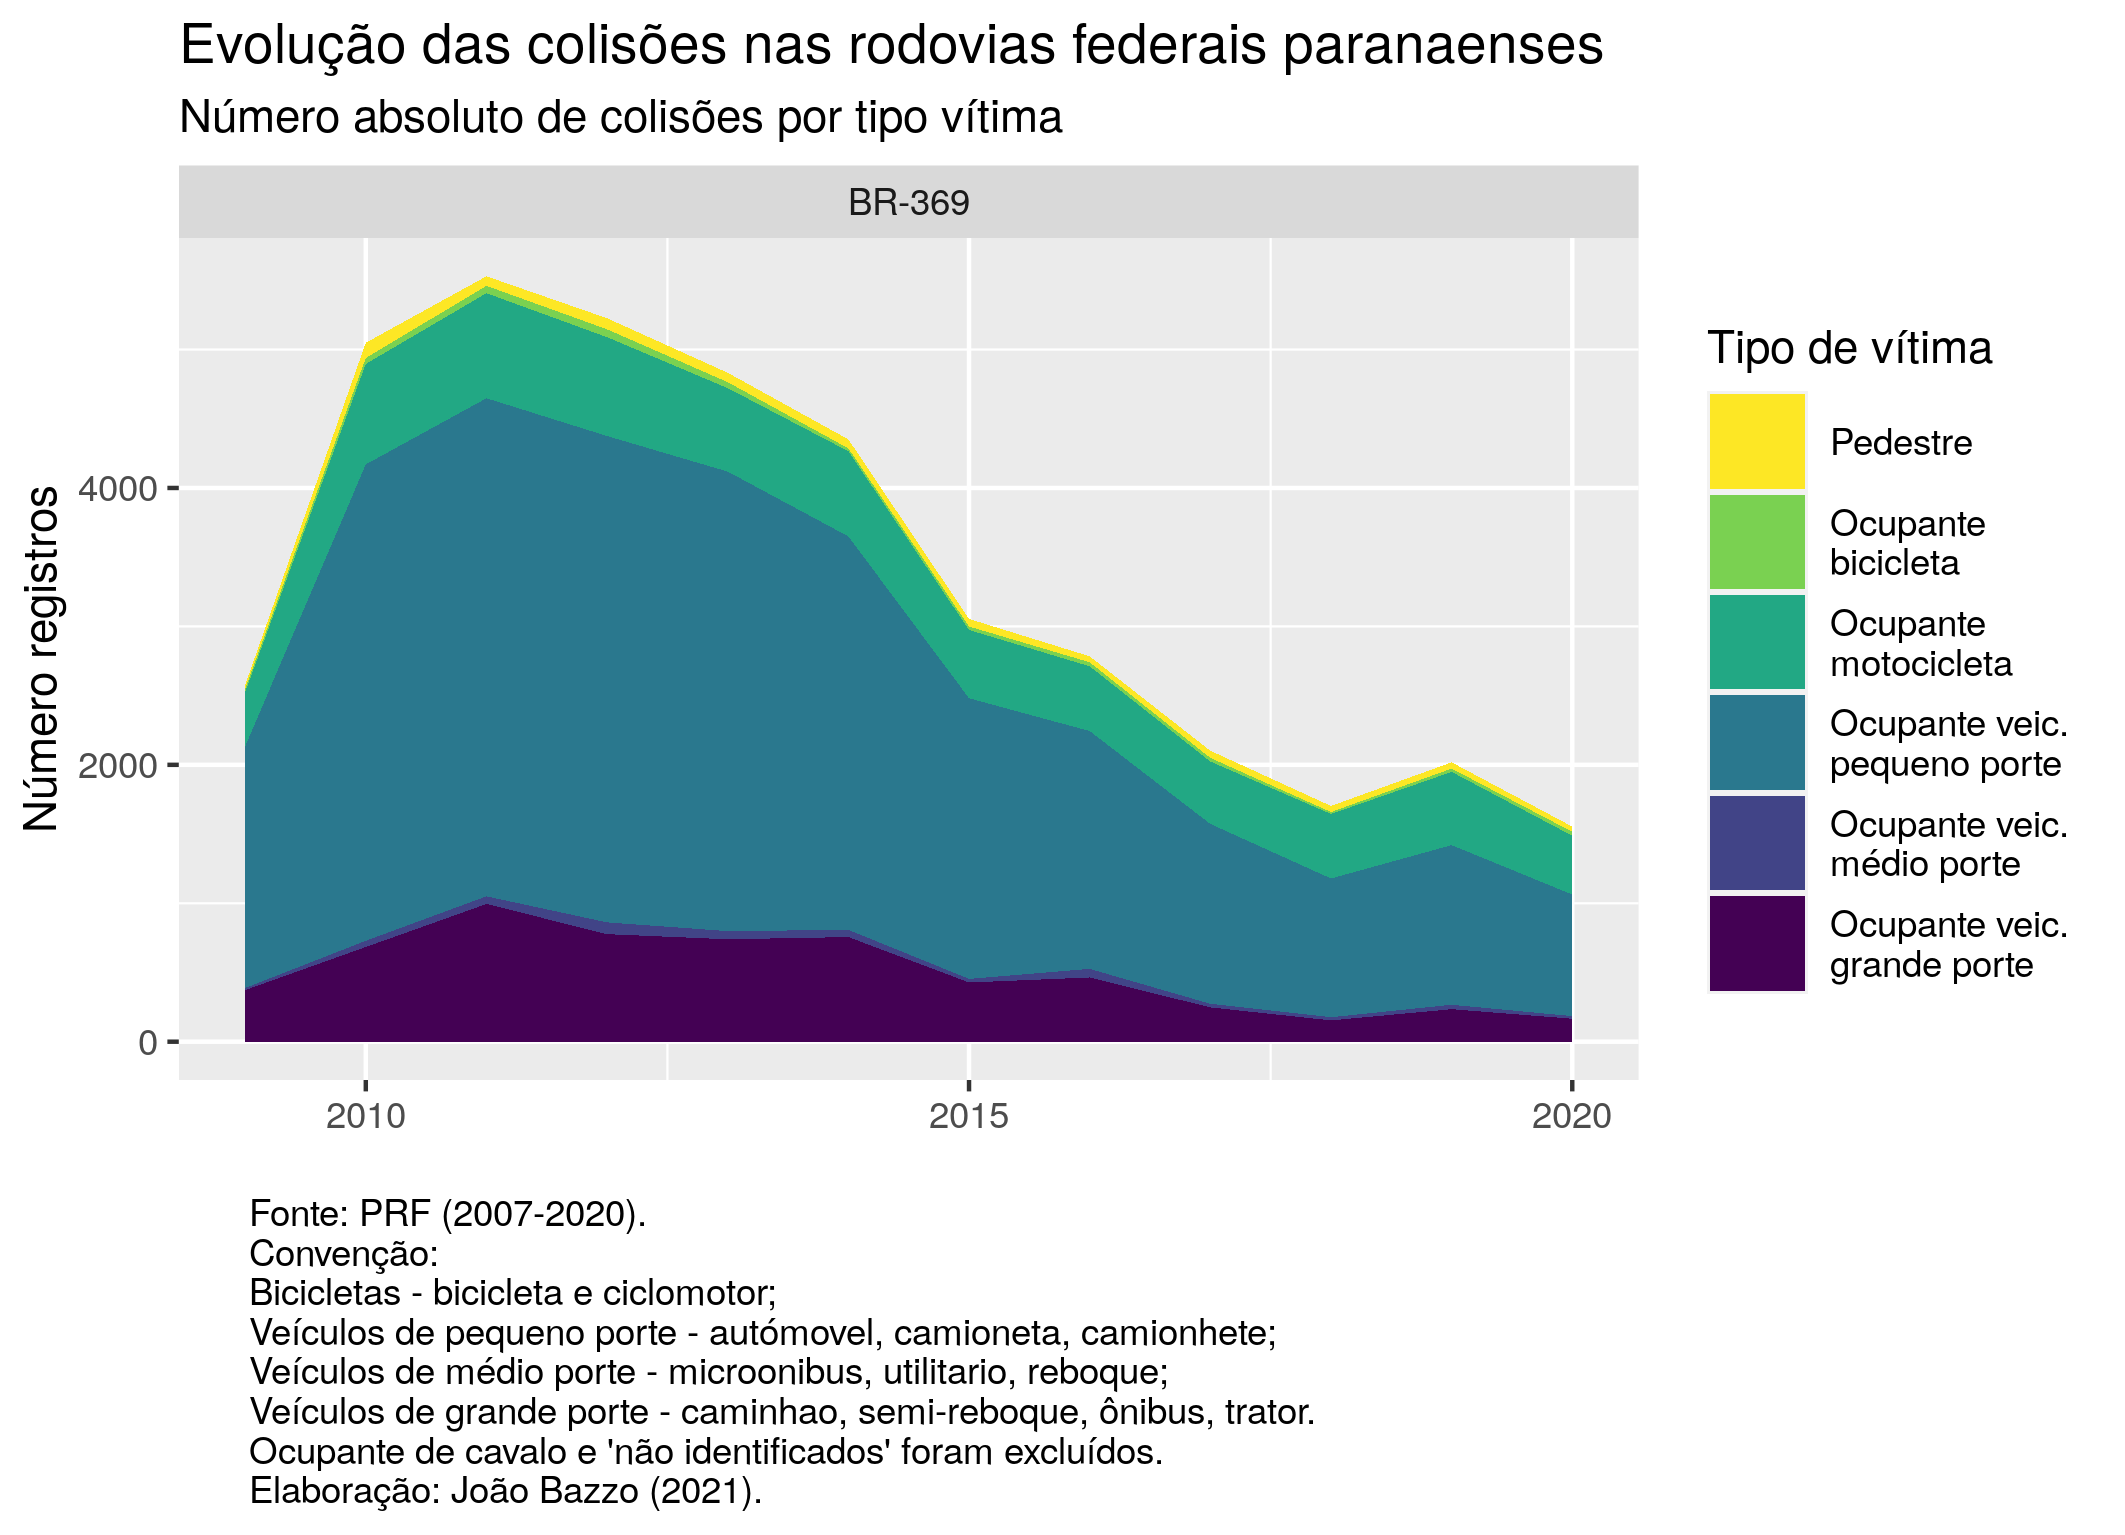 Evolução das colisões nas rodovias federais paranaenses
Número absoluto de colisões por tipo vítima
BR-369
Número registros
4000
2000
0
2010
2015
2020
Tipo de vítima
Pedestre
Ocupante
bicicleta
Ocupante
motocicleta
Ocupante veic.
pequeno porte
Ocupante veic.
médio porte
Ocupante veic.
grande porte
Fonte: PRF (2007-2020).
Convenção:
Bicicletas - bicicleta e ciclomotor;
Veículos de pequeno porte - autómovel, camioneta, camionhete;
Veículos de médio porte - microonibus, utilitario, reboque;
Veículos de grande porte - caminhao, semi-reboque, ônibus, trator.
Ocupante de cavalo e 'não identificados' foram excluídos.
Elaboração: João Bazzo (2021).